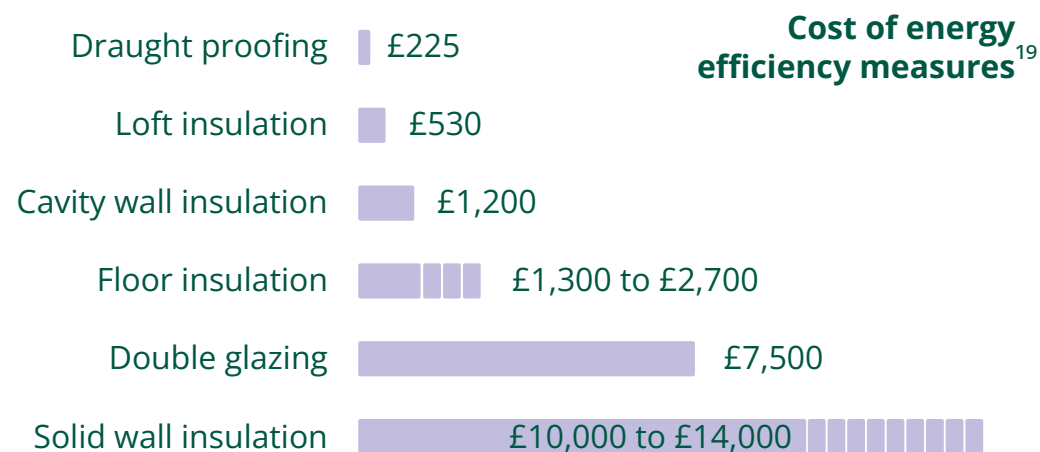 Cost of energy
efficiency measures19
Draught proofing £225
Loft insulation £530
Cavity wall insulation £1,200
Floor insulation £1,300 to £2,700
Double glazing £7,500
Solid wall insulation £10,000 to £14,000